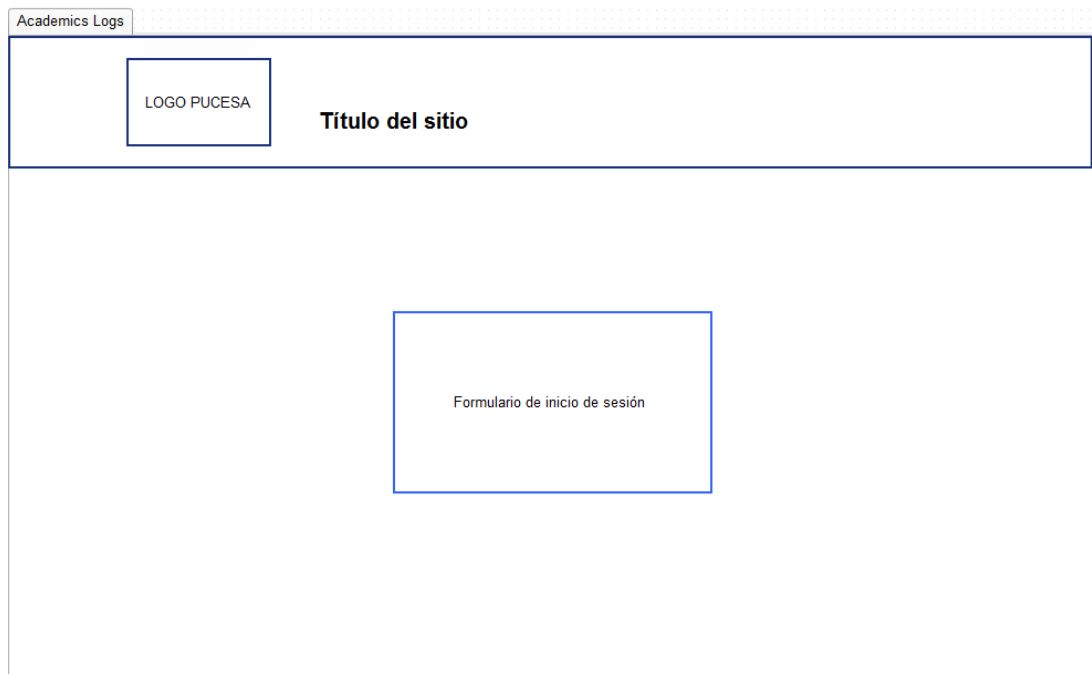 Academics Logs
LOGO PUCESA
Título del sitio
Formulario de inicio de sesión